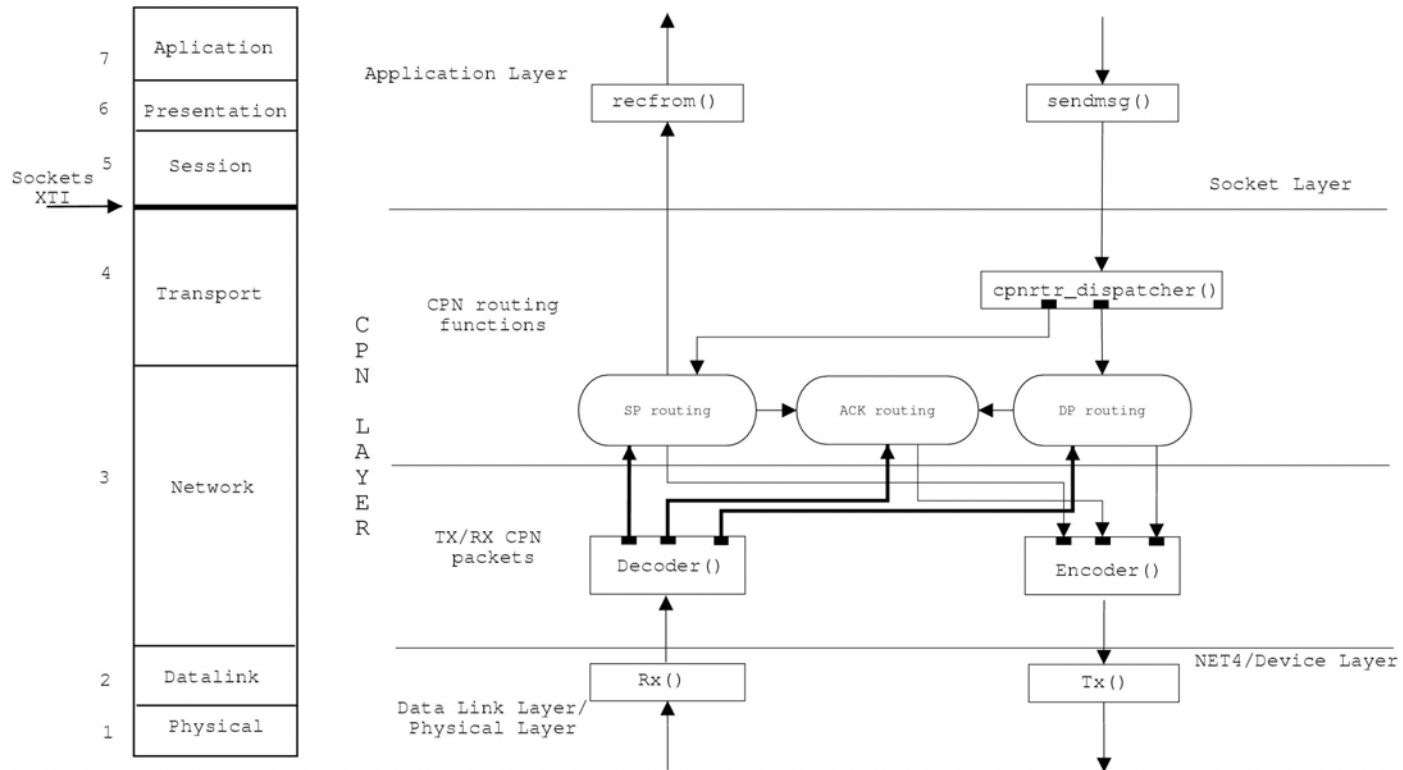 7
Aplication
6
Presentation
5
Session
Sockets
XTI
4
Transport
3
Network
2
Datalink
1
Physical
Application Layer
recfrom()
sendmsg()
Socket Layer
CPN LAYER
CPN routing
functions
cpnrtr_dispatcher()
SP routing
ACK routing
DP routing
TX/RX CPN
packets
Decoder()
Encoder()
NET4/Device Layer
Rx()
Tx()
Data Link Layer/
Physical Layer